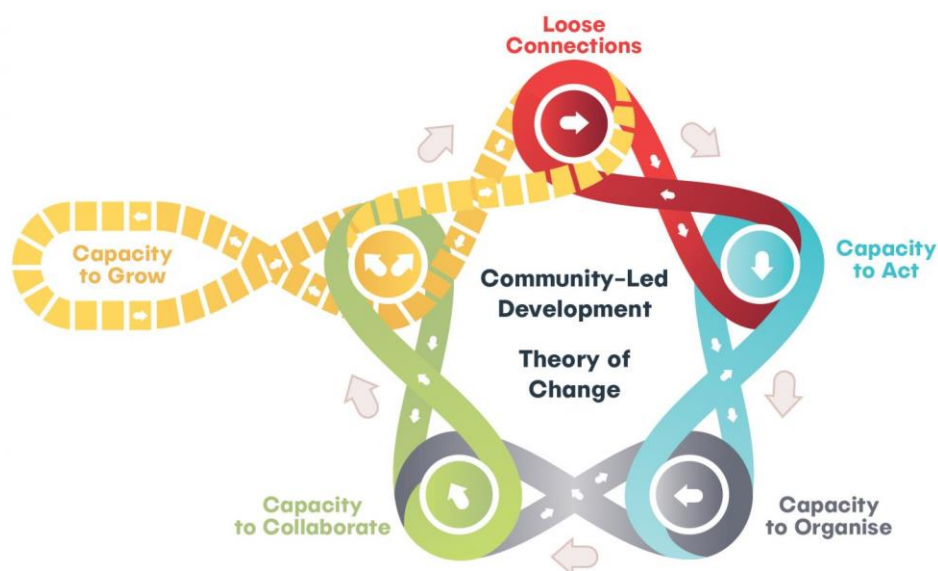 Loose
Connections
Capacity
to Grow
Community-Led
Development
Theory of
Change
Capacity
to Act
Capacity
to Collaborate
Capacity
to Organise